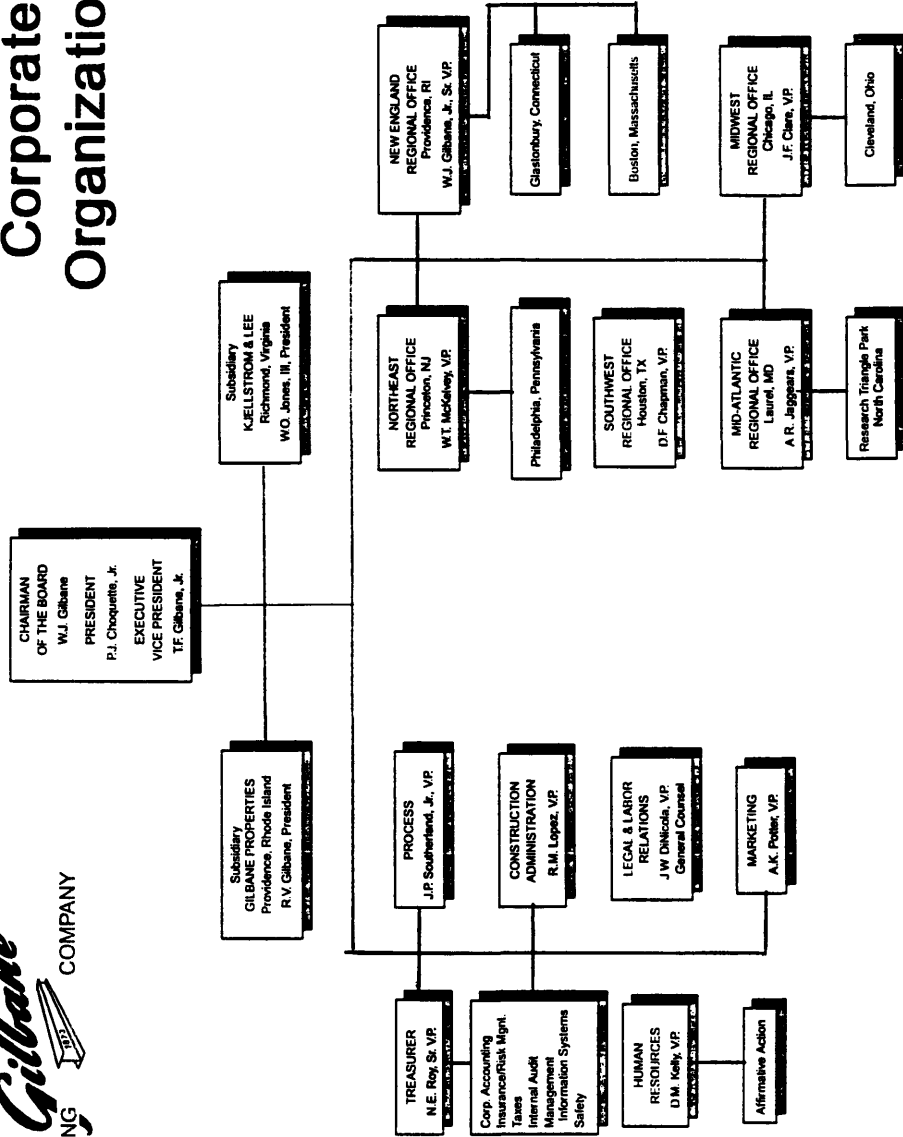 Corporate
Organizatio
Gilbane
1873
NG COMPANY
CHAIRMAN
OF THE BOARD
W.J. Gilbane
PRESIDENT
P.J. Choquette, Jr.
EXECUTIVE
VICE PRESIDENT
T.F. Gilbane, Jr.
Subsidiary
GILBANE PROPERTIES
Providence, Rhode Island
R.V. Gilbane, President
Subsidiary
KJELLSTROM & LEE
Richmond, Virginia
W.O. Jones, III, President
TREASURER
N.E. Roy, Sr. V.P.
PROCESS
J.P. Southerland, Jr., V.P.
Corp. Accounting
Insurance/Risk Mgnl.
Taxes
Internal Audit
Management
Information Systems
Safety
CONSTRUCTION
ADMINISTRATION
R.M. Lopez, V.P.
HUMAN
RESOURCES
D.M. Kelly, V.P.
LEGAL & LABOR
RELATIONS
J W DiNicola, V.P.
General Counsel
Affirmative Action
MARKETING
A.K. Potter, V.P.
NORTHEAST
REGIONAL OFFICE
Princeton, NJ
W.T. McKelvey, V.P.
NEW ENGLAND
REGIONAL OFFICE
Providence, RI
W.J. Gilbane, Jr., Sr. V.P.
Philadelphia, Pennsylvania
Glastonbury, Connecticut
SOUTHWEST
REGIONAL OFFICE
Houston, TX
D.F. Chapman, V.P.
Boston, Massachusetts
MID-ATLANTIC
REGIONAL OFFICE
Laurel, MD
A R. Jaggears, V.P.
MIDWEST
REGIONAL OFFICE
Chicago, IL
J.F. Clare, V.P.
Research Triangle Park
North Carolina
Cleveland, Ohio